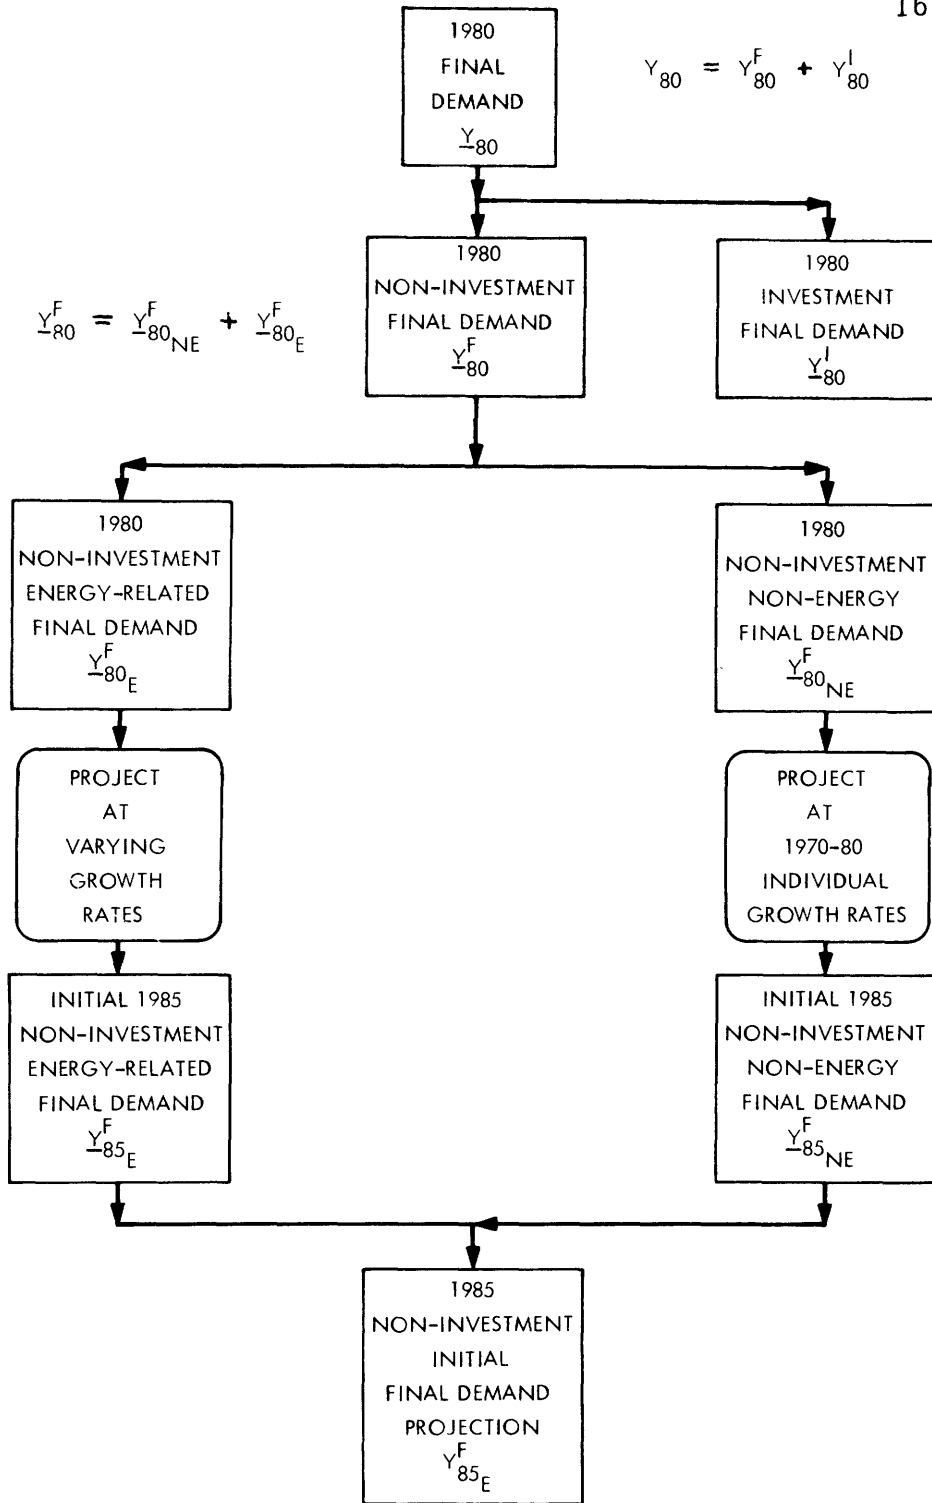 16
1980
FINAL
DEMAND
Y80
Y80 = Y^F80 + Y^I80
1980
NON-INVESTMENT
FINAL DEMAND
Y^F80
1980
INVESTMENT
FINAL DEMAND
Y^I80
Y^F80 = Y^F80NE + Y^F80E
1980
NON-INVESTMENT
ENERGY-RELATED
FINAL DEMAND
Y^F80E
1980
NON-INVESTMENT
NON-ENERGY
FINAL DEMAND
Y^F80NE
PROJECT
AT
VARYING
GROWTH
RATES
PROJECT
AT
1970-80
INDIVIDUAL
GROWTH RATES
INITIAL 1985
NON-INVESTMENT
ENERGY-RELATED
FINAL DEMAND
Y^F85E
INITIAL 1985
NON-INVESTMENT
NON-ENERGY
FINAL DEMAND
Y^F85NE
1985
NON-INVESTMENT
INITIAL
FINAL DEMAND
PROJECTION
Y^F85E